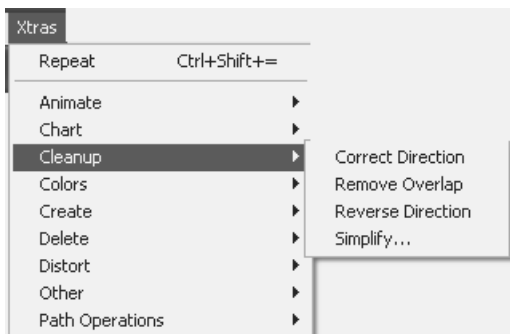 Xtras
Repeat Ctrl+Shift+=
Animate
Chart
Cleanup
Colors
Create
Delete
Distort
Other
Path Operations
Correct Direction
Remove Overlap
Reverse Direction
Simplify...